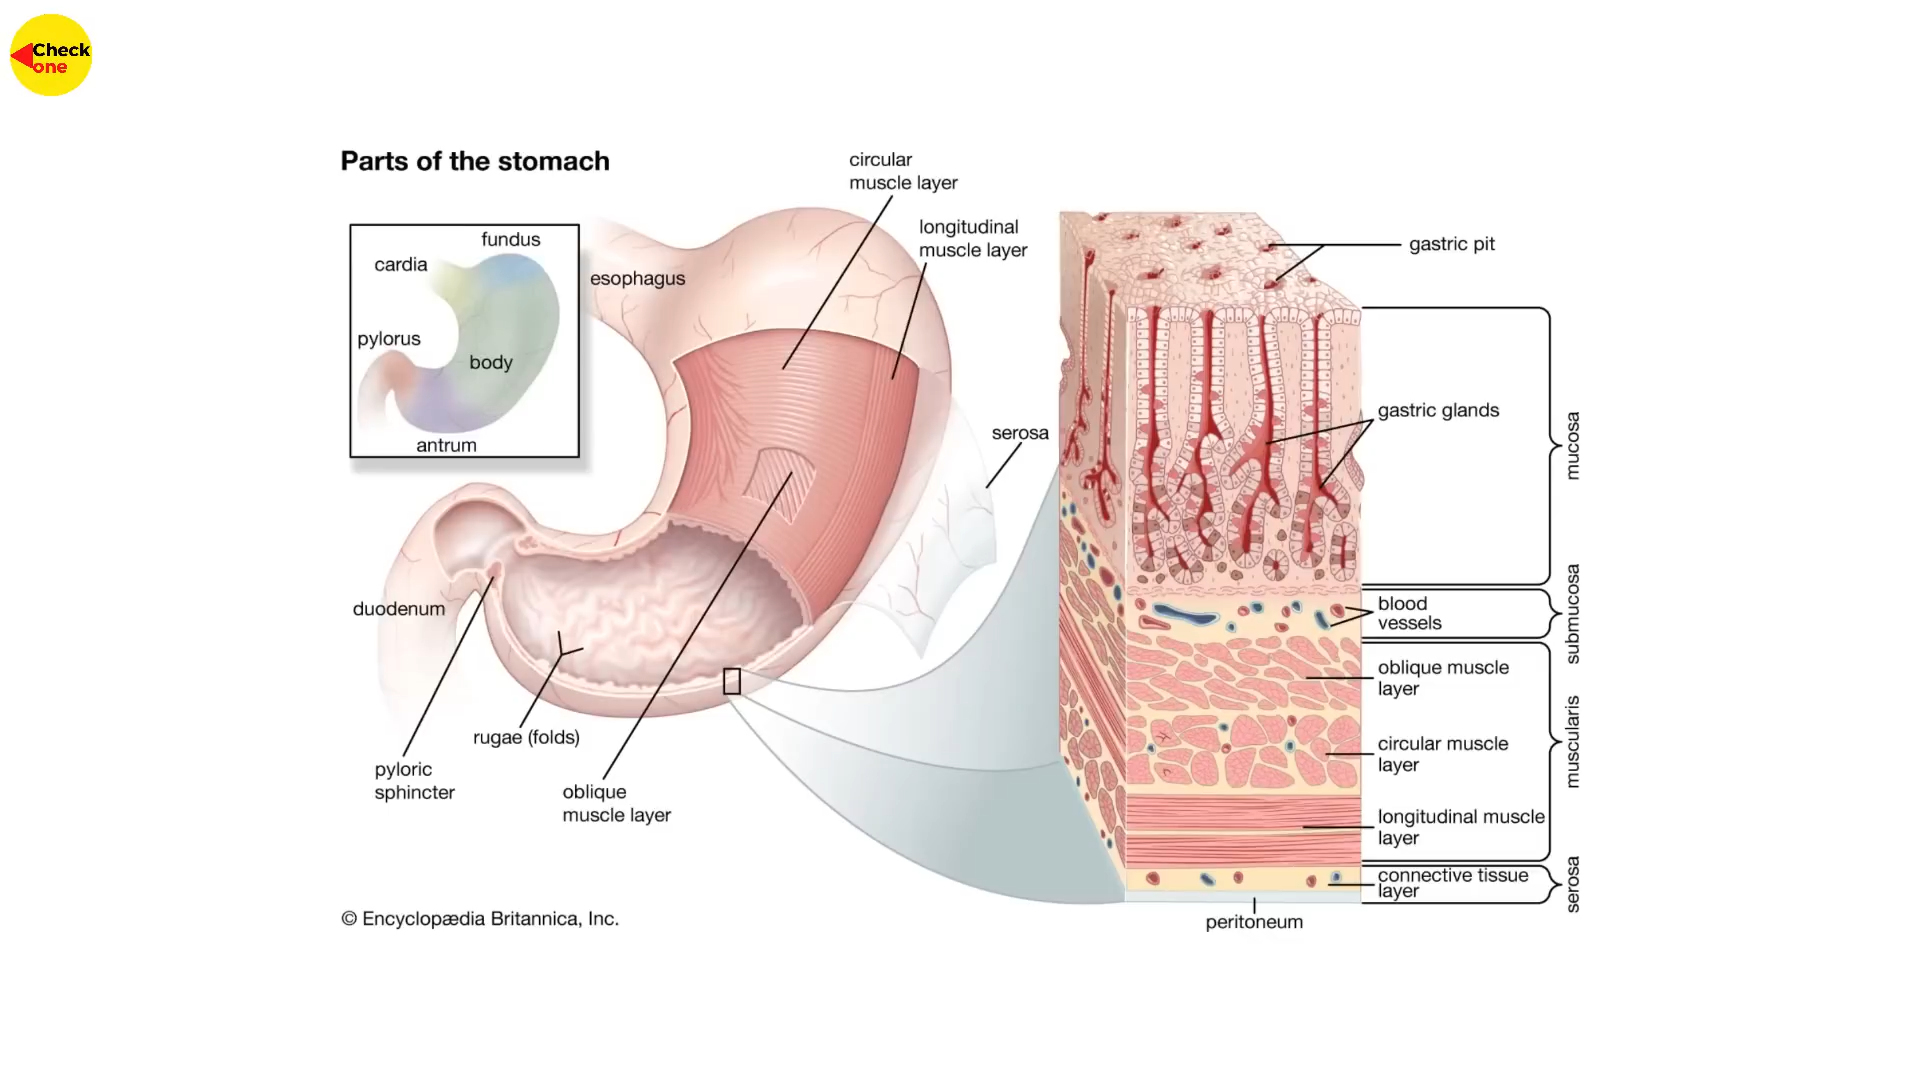 Check
one
Parts of the stomach
circular
muscle layer
longitudinal
muscle layer
fundus
cardia
esophagus
pylorus
body
antrum
serosa
duodenum
rugae (folds)
pyloric
sphincter
oblique
muscle layer
gastric pit
gastric glands
mucosa
blood
vessels
submucosa
oblique muscle
layer
circular muscle
layer
muscularis
longitudinal muscle
layer
connective tissue
layer
serosa
peritoneum
© Encyclopædia Britannica, Inc.